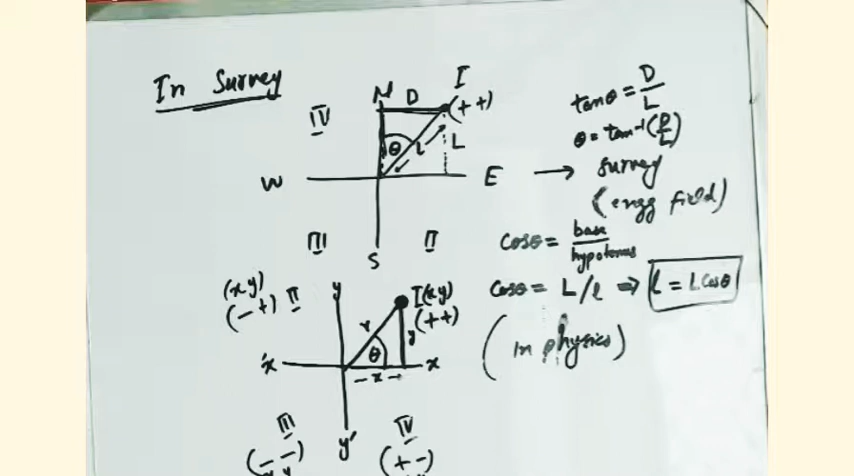 In Survey
N D I
(+ +)
IV
θ l L
W E
III II
S
tanθ = D/L
θ = tan⁻¹(D/L)
→ survey
(engg field)
cosθ = base/hypotenus
cosθ = L/l ⇒ l = L cosθ
(in physics)
(x y) II y I(x y)
(- +) (+ +)
r y
θ
'x - x → x
III IV
y'
(- -) (+ -)